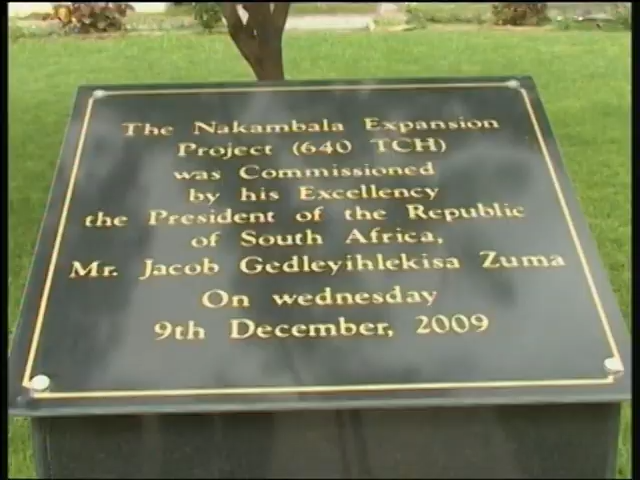 The Nakambala Expansion
Project (640 TCH)
was Commissioned
by his Excellency
the President of the Republic
of South Africa,
Mr. Jacob Gedleyihlekisa Zuma
On wednesday
9th December, 2009